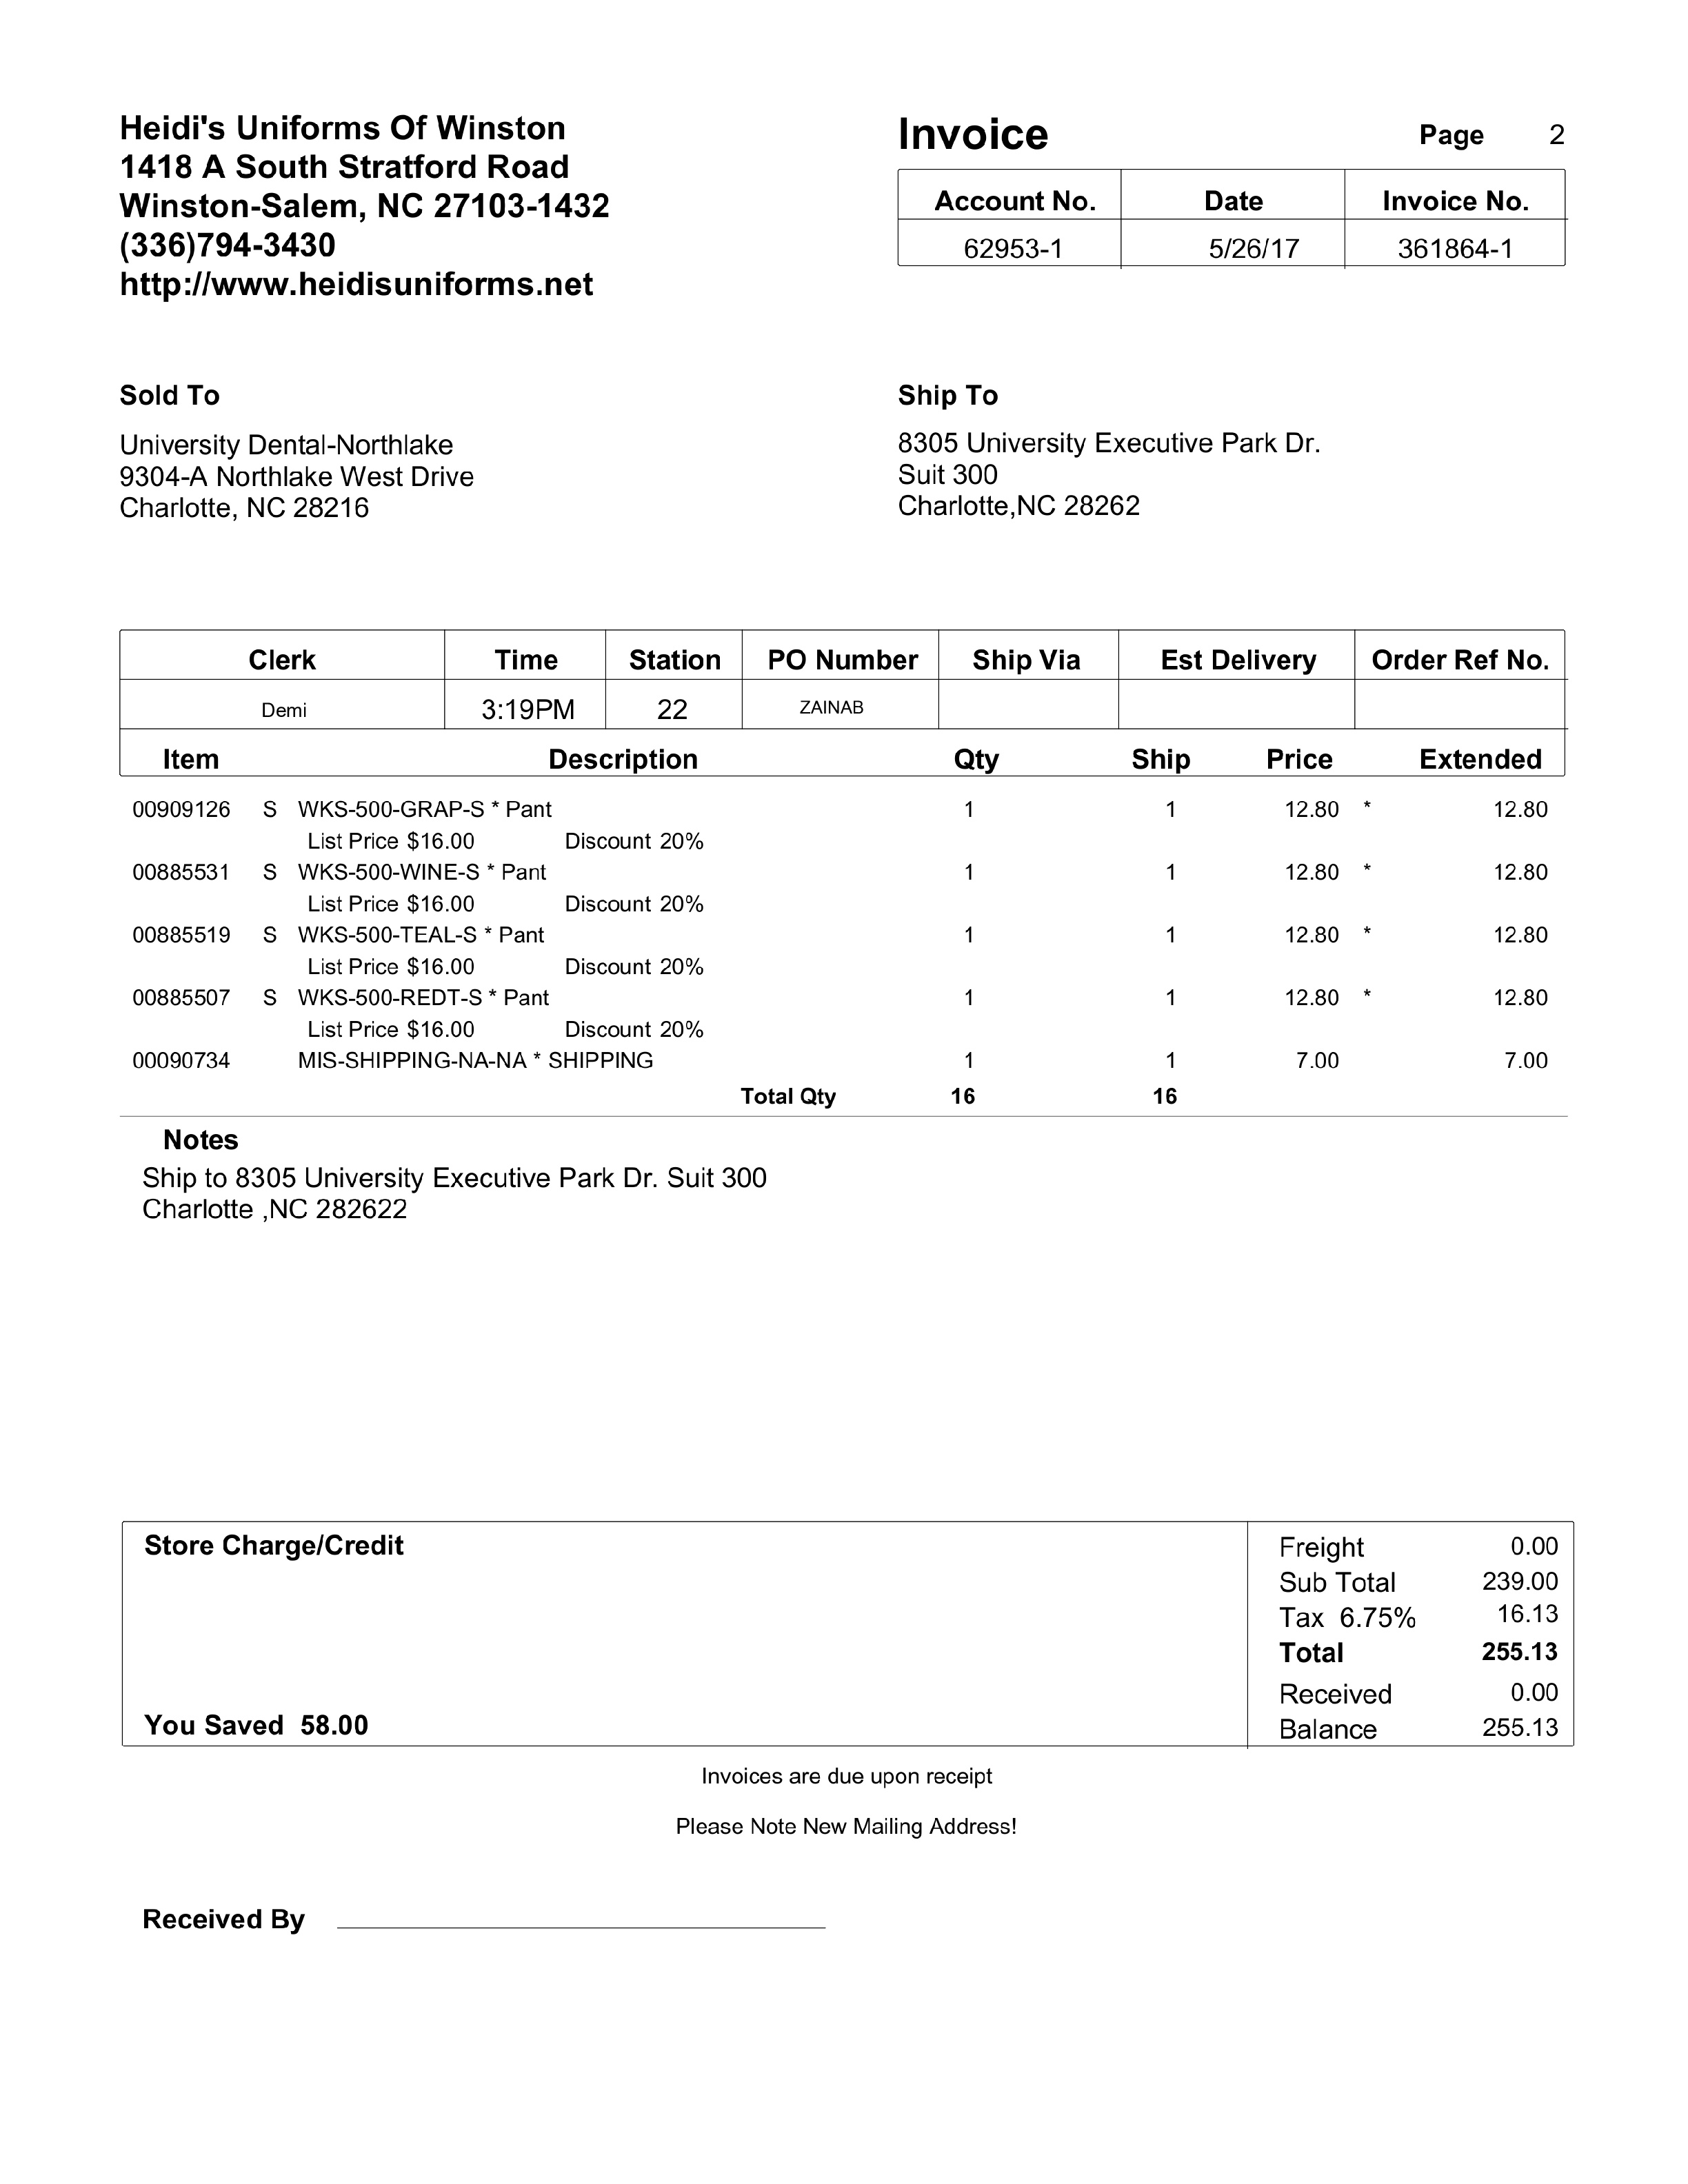 Heidi's Uniforms Of Winston
1418 A South Stratford Road
Winston-Salem, NC 27103-1432
(336)794-3430
http://www.heidisuniforms.net
Invoice Page 2
Account No. Date Invoice No.
62953-1 5/26/17 361864-1
Sold To
University Dental-Northlake
9304-A Northlake West Drive
Charlotte, NC 28216
Ship To
8305 University Executive Park Dr.
Suit 300
Charlotte,NC 28262
Clerk Time Station PO Number Ship Via Est Delivery Order Ref No.
Demi 3:19PM 22 ZAINAB
Item Description Qty Ship Price Extended
00909126 S WKS-500-GRAP-S * Pant 1 1 12.80 * 12.80
List Price $16.00 Discount 20%
00885531 S WKS-500-WINE-S * Pant 1 1 12.80 * 12.80
List Price $16.00 Discount 20%
00885519 S WKS-500-TEAL-S * Pant 1 1 12.80 * 12.80
List Price $16.00 Discount 20%
00885507 S WKS-500-REDT-S * Pant 1 1 12.80 * 12.80
List Price $16.00 Discount 20%
00090734 MIS-SHIPPING-NA-NA * SHIPPING 1 1 7.00 7.00
Total Qty 16 16
Notes
Ship to 8305 University Executive Park Dr. Suit 300
Charlotte ,NC 282622
Store Charge/Credit
You Saved 58.00
Freight 0.00
Sub Total 239.00
Tax 6.75% 16.13
Total 255.13
Received 0.00
Balance 255.13
Invoices are due upon receipt
Please Note New Mailing Address!
Received By